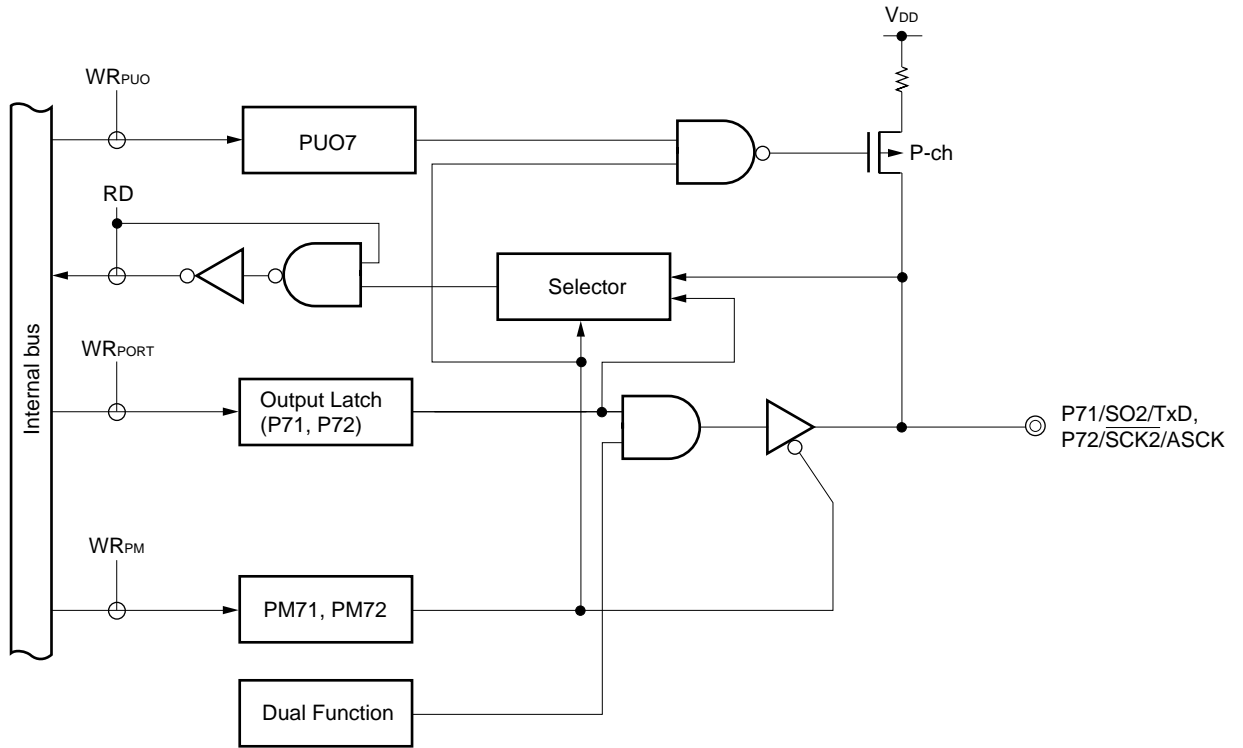 VDD
WRPUO
PUO7
P-ch
RD
Selector
Internal bus
WRPORT
Output Latch
(P71, P72)
P71/SO2/TxD,
P72/SCK2/ASCK
WRPM
PM71, PM72
Dual Function